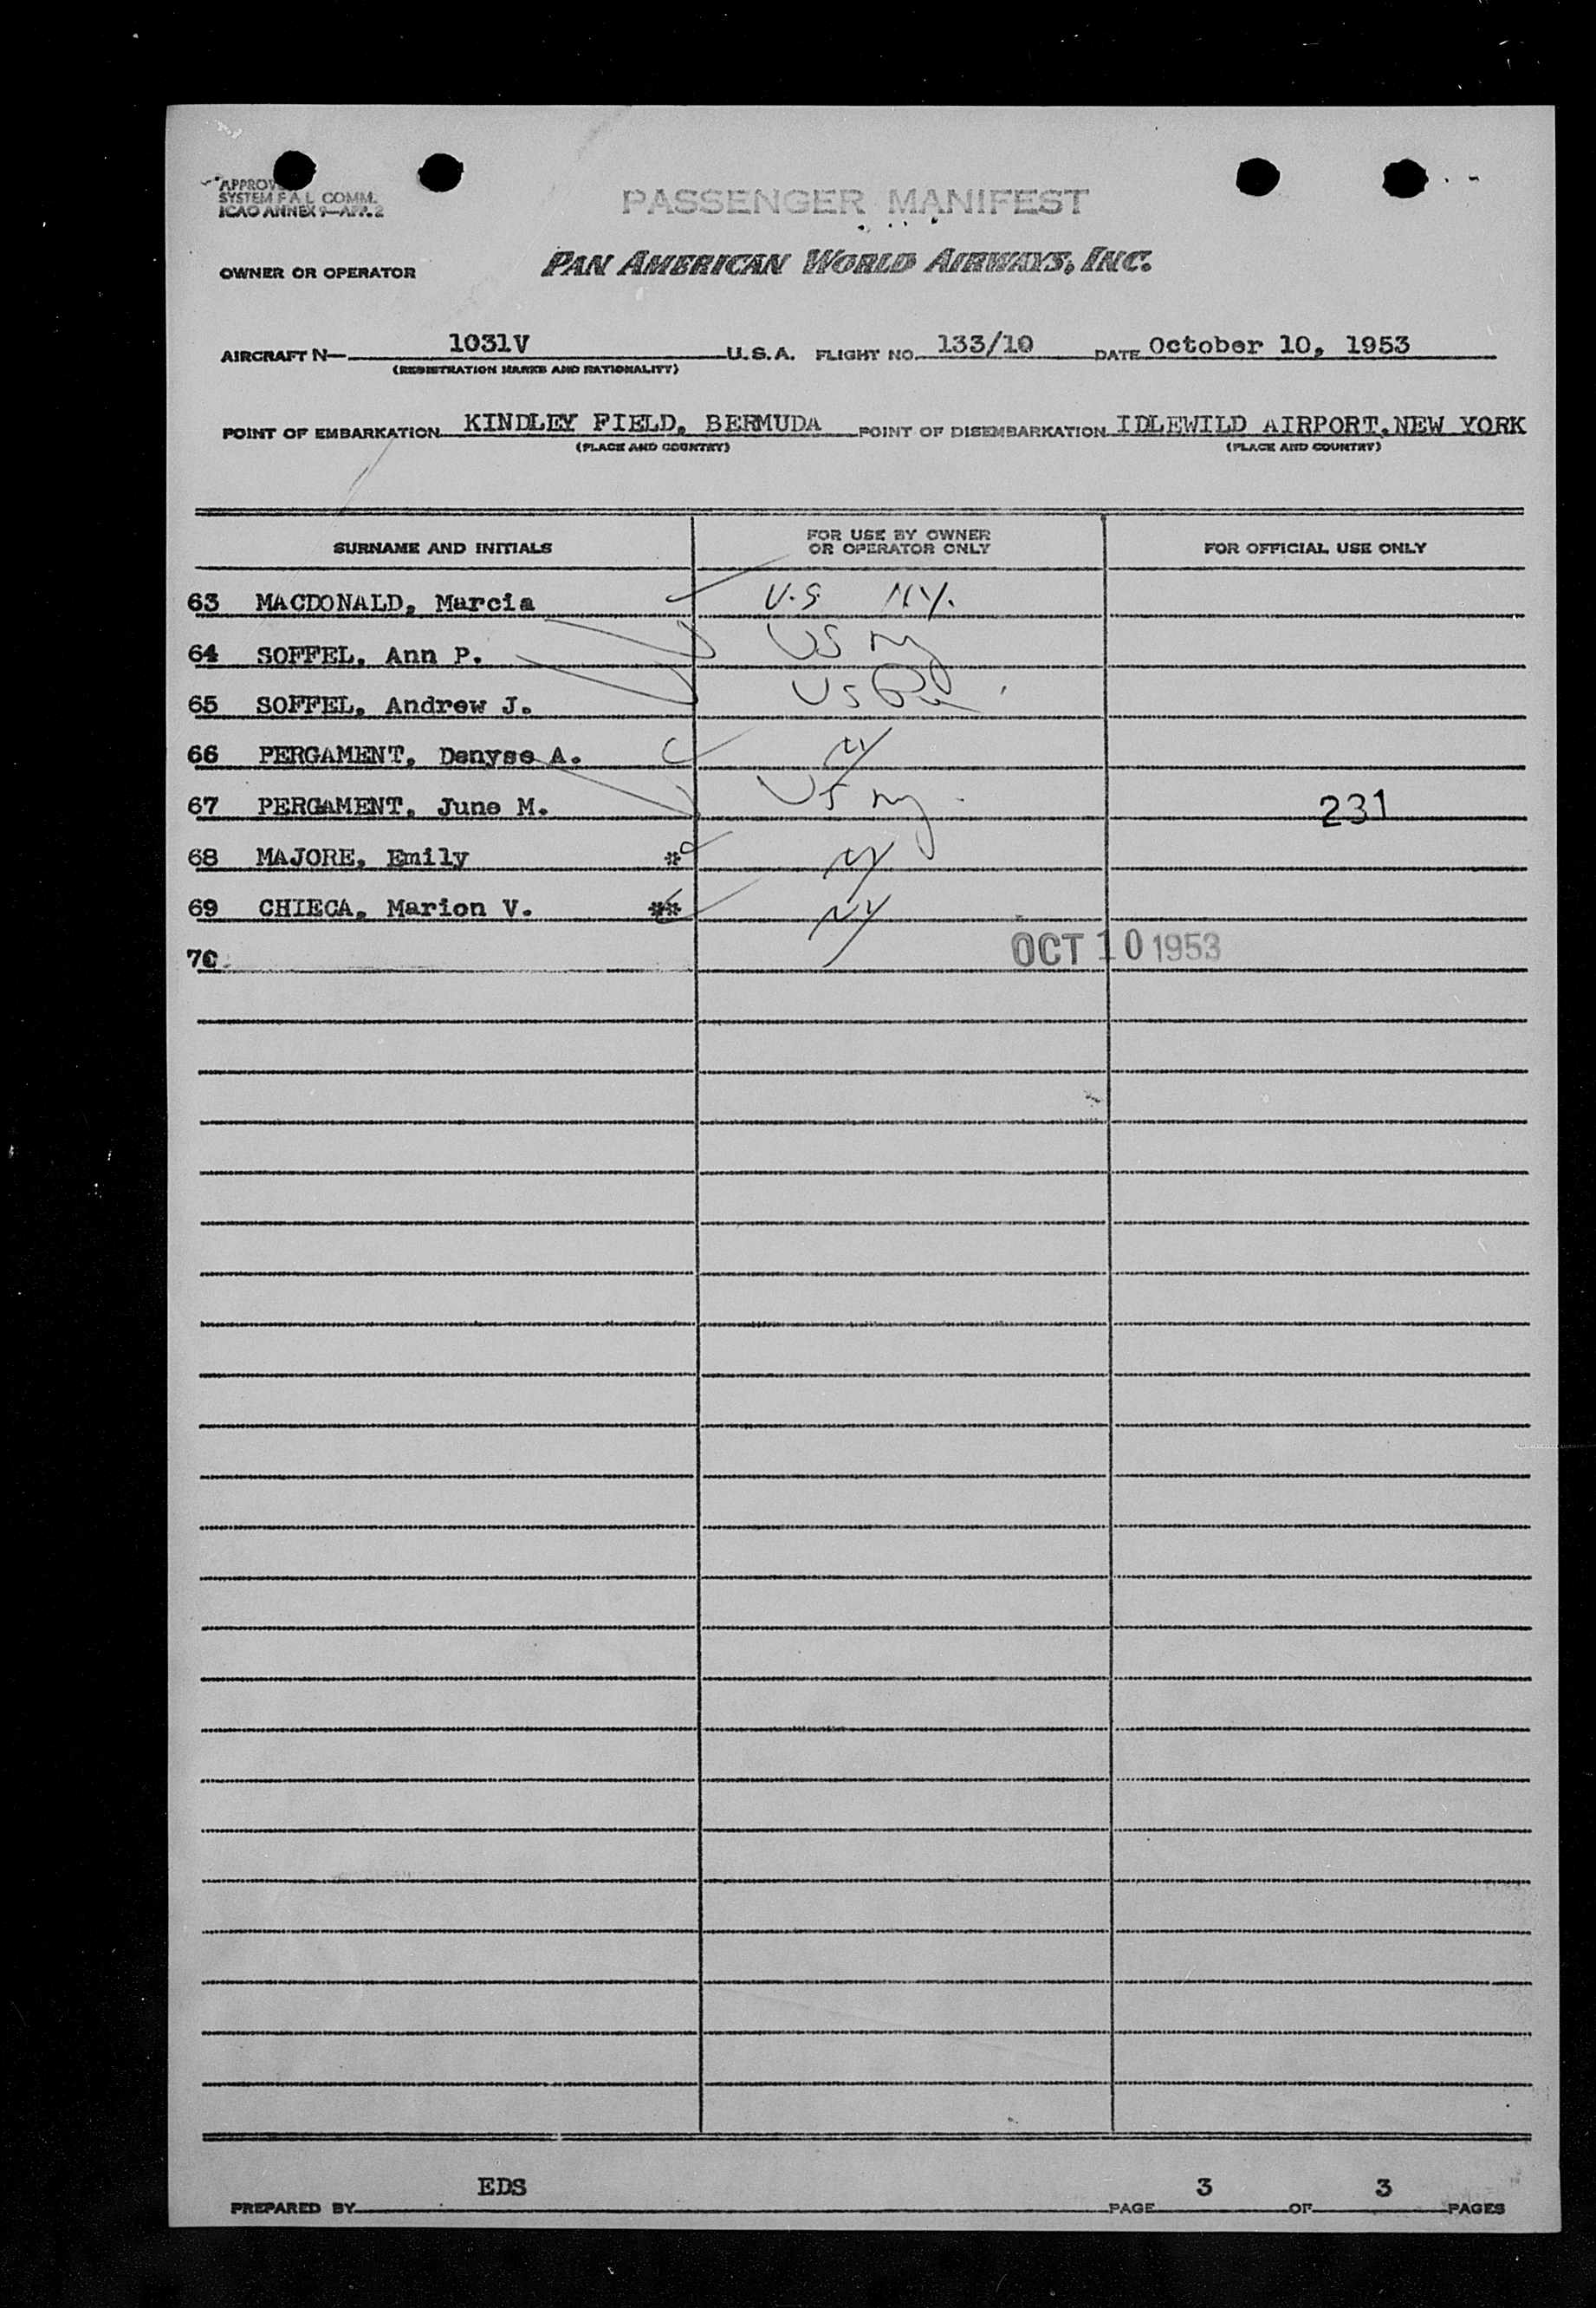 APPROV
SYSTEM F A L COMM.
ICAO ANNEX 9—APP. 2
PASSENGER MANIFEST
OWNER OR OPERATOR PAN AMERICAN WORLD AIRWAYS, INC.
AIRCRAFT N— 1031V U.S.A. FLIGHT NO. 133/10 DATE October 10, 1953
(REGISTRATION MARKS AND NATIONALITY)
POINT OF EMBARKATION KINDLEY FIELD, BERMUDA POINT OF DISEMBARKATION IDLEWILD AIRPORT, NEW YORK
(PLACE AND COUNTRY) (PLACE AND COUNTRY)
SURNAME AND INITIALS FOR USE BY OWNER OR OPERATOR ONLY FOR OFFICIAL USE ONLY
63 MACDONALD, Marcia U.S NY.
64 SOFFEL, Ann P. US ny
65 SOFFEL, Andrew J. US
66 PERGAMENT, Denyse A. NY
67 PERGAMENT, June M. US ny 231
68 MAJORE, Emily * NY
69 CHIECA, Marion V. ** NY
70
OCT 10 1953
EDS 3 3
PREPARED BY PAGE OF PAGES